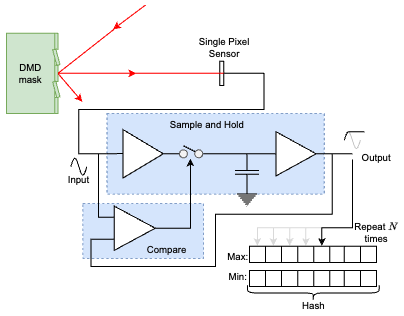 DMD
mask
Single Pixel
Sensor
Sample and Hold
Input
Output
Compare
Repeat N
times
Max:
Min:
Hash